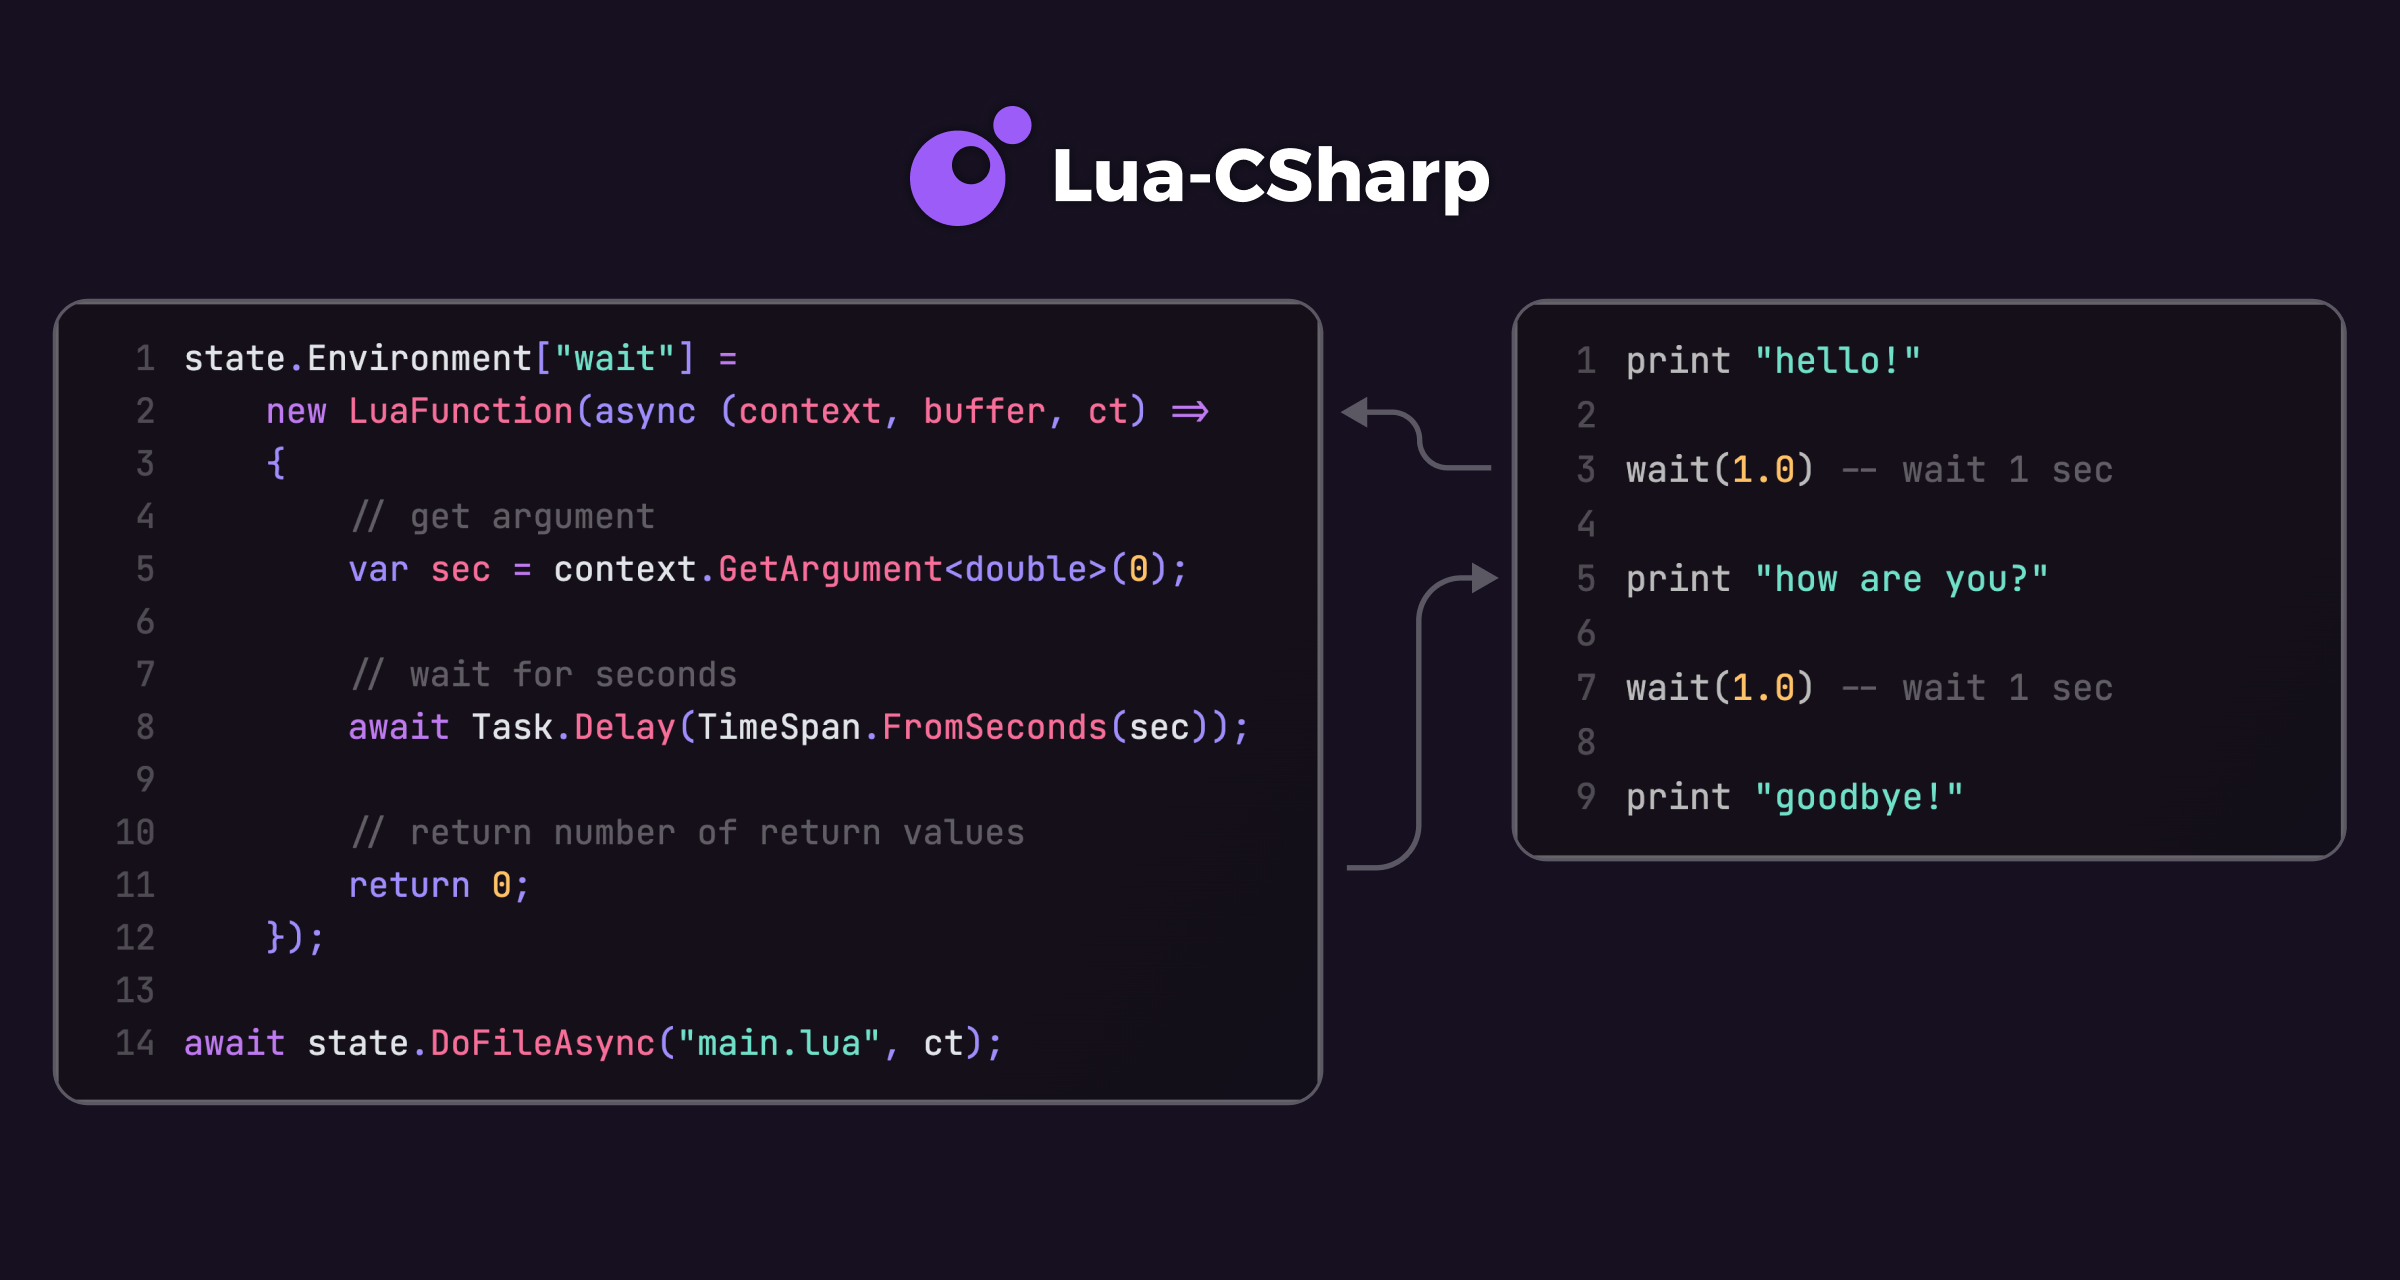 Lua-CSharp
1 state.Environment["wait"] =
2     new LuaFunction(async (context, buffer, ct) =>
3     {
4         // get argument
5         var sec = context.GetArgument<double>(0);
6
7         // wait for seconds
8         await Task.Delay(TimeSpan.FromSeconds(sec));
9
10         // return number of return values
11         return 0;
12     });
13
14 await state.DoFileAsync("main.lua", ct);
1 print "hello!"
2
3 wait(1.0) -- wait 1 sec
4
5 print "how are you?"
6
7 wait(1.0) -- wait 1 sec
8
9 print "goodbye!"